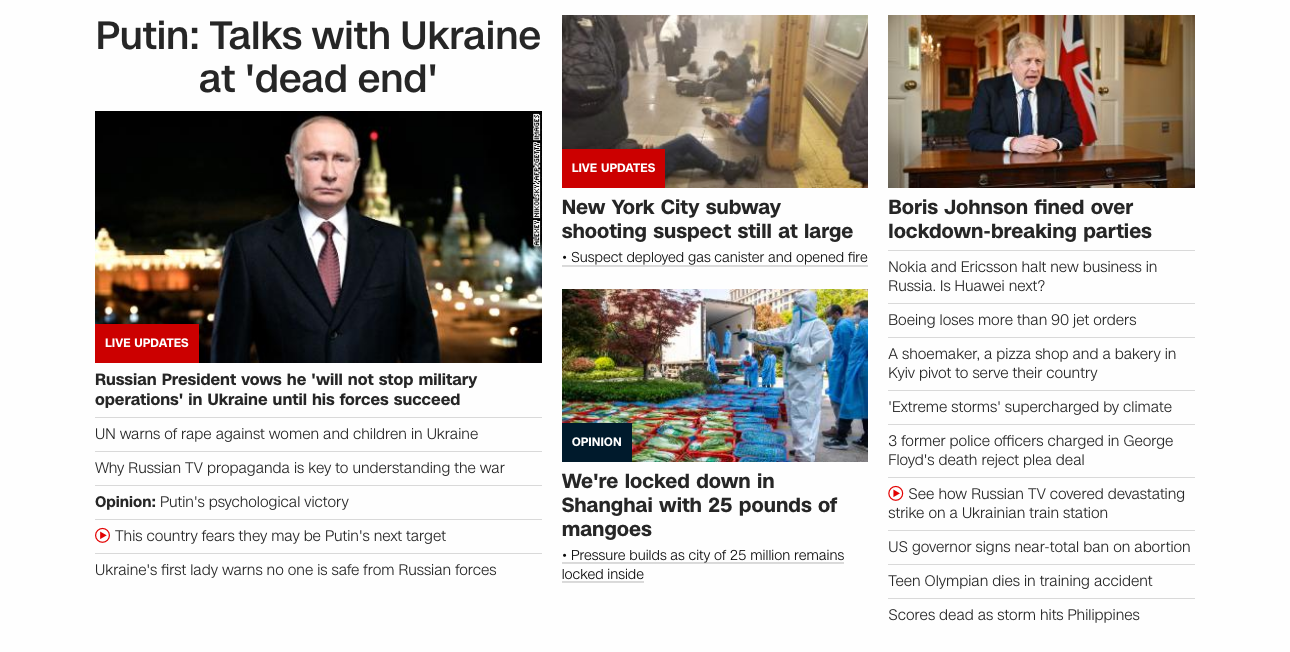 Putin: Talks with Ukraine
at 'dead end'
LIVE UPDATES
Russian President vows he 'will not stop military
operations' in Ukraine until his forces succeed
UN warns of rape against women and children in Ukraine
Why Russian TV propaganda is key to understanding the war
Opinion: Putin's psychological victory
This country fears they may be Putin's next target
Ukraine's first lady warns no one is safe from Russian forces
LIVE UPDATES
New York City subway
shooting suspect still at large
• Suspect deployed gas canister and opened fire
OPINION
We're locked down in
Shanghai with 25 pounds of
mangoes
• Pressure builds as city of 25 million remains
locked inside
Boris Johnson fined over
lockdown-breaking parties
Nokia and Ericsson halt new business in
Russia. Is Huawei next?
Boeing loses more than 90 jet orders
A shoemaker, a pizza shop and a bakery in
Kyiv pivot to serve their country
'Extreme storms' supercharged by climate
3 former police officers charged in George
Floyd's death reject plea deal
See how Russian TV covered devastating
strike on a Ukrainian train station
US governor signs near-total ban on abortion
Teen Olympian dies in training accident
Scores dead as storm hits Philippines